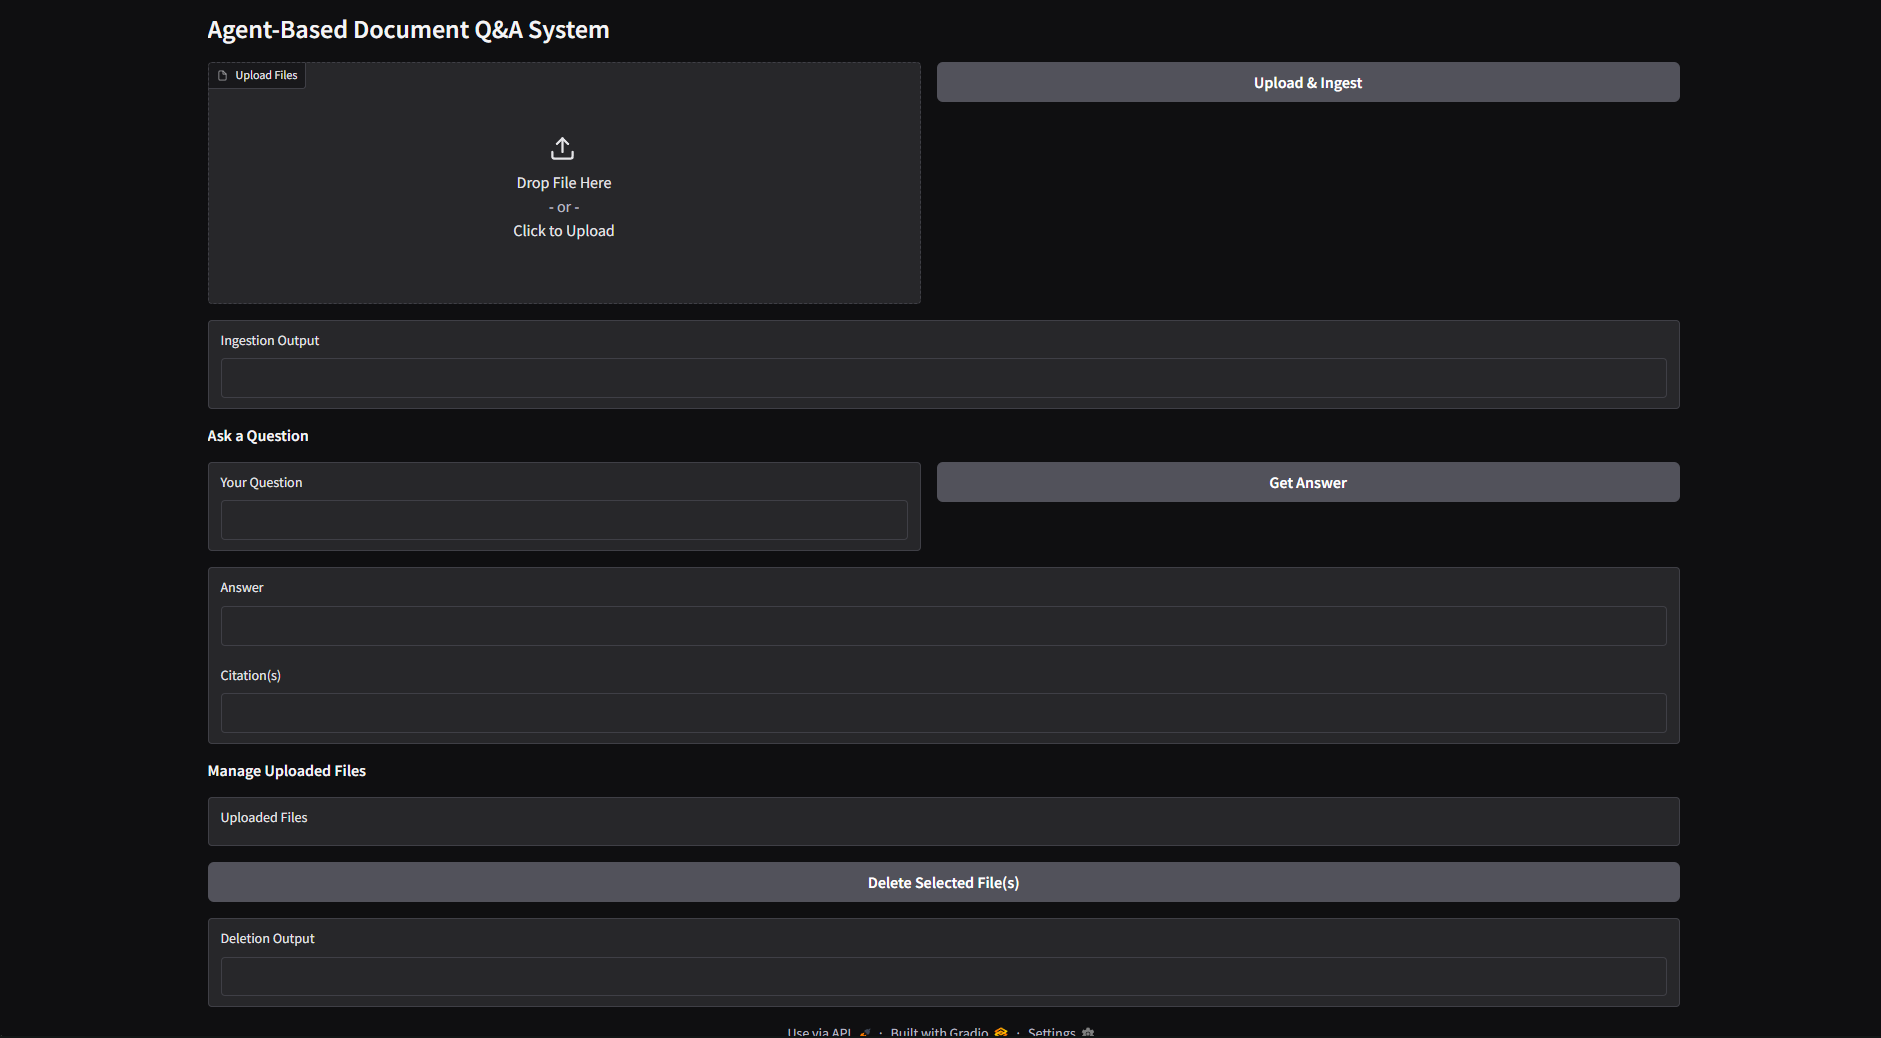 Agent-Based Document Q&A System
Upload Files
Upload & Ingest
Drop File Here
- or -
Click to Upload
Ingestion Output
Ask a Question
Your Question
Get Answer
Answer
Citation(s)
Manage Uploaded Files
Uploaded Files
Delete Selected File(s)
Deletion Output
Use via API · Built with Gradio · Settings